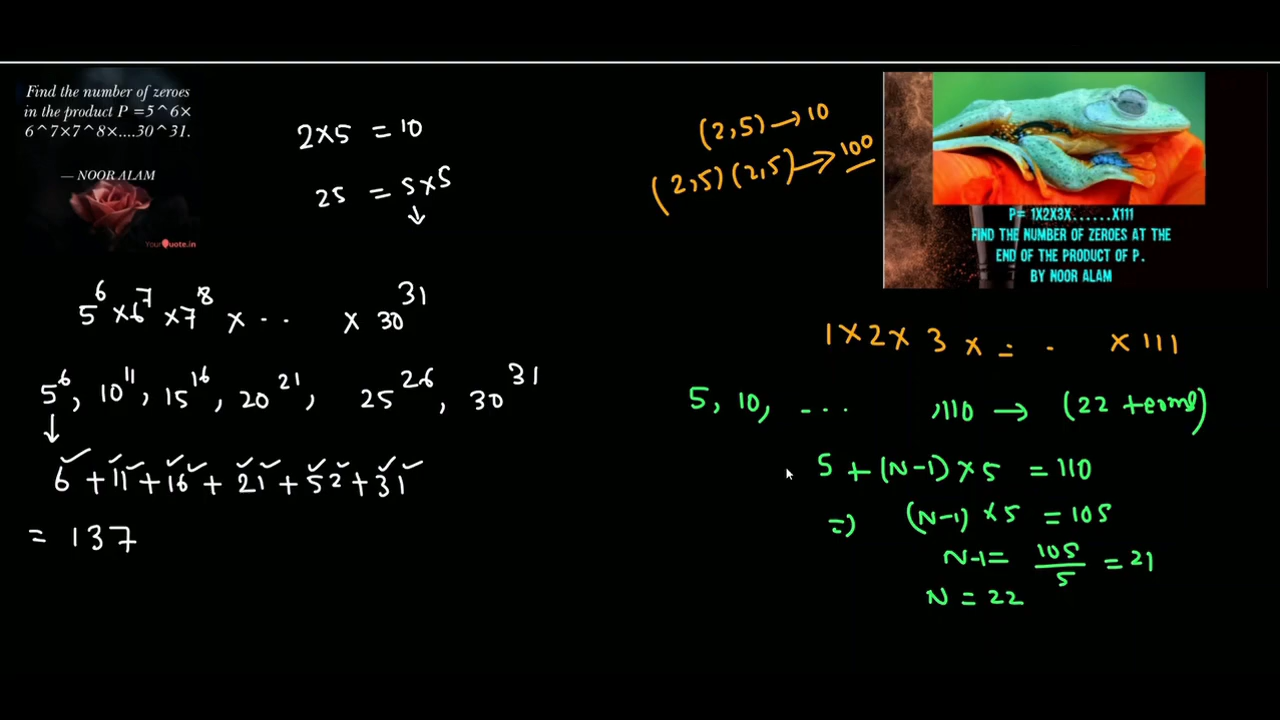 Find the number of zeroes
in the product P =5^6×
6^7×7^8×....30^31.
— NOOR ALAM
YourQuote.in
2×5 = 10
25 = 5×5
↓
5^6 × 6^7 × 7^8 × .. × 30^31
5^6, 10^11, 15^16, 20^21, 25^26, 30^31
↓
6 + 11 + 16 + 21 + 52 + 31
= 137
(2,5) → 10
(2,5)(2,5) → 100
P= 1X2X3X......X111
FIND THE NUMBER OF ZEROES AT THE
END OF THE PRODUCT OF P.
BY NOOR ALAM
1×2×3×=. ×111
5, 10, ... ,110 → (22 terms)
5 + (N-1)×5 = 110
=) (N-1) ×5 = 105
N-1= 105/5 = 21
N = 22